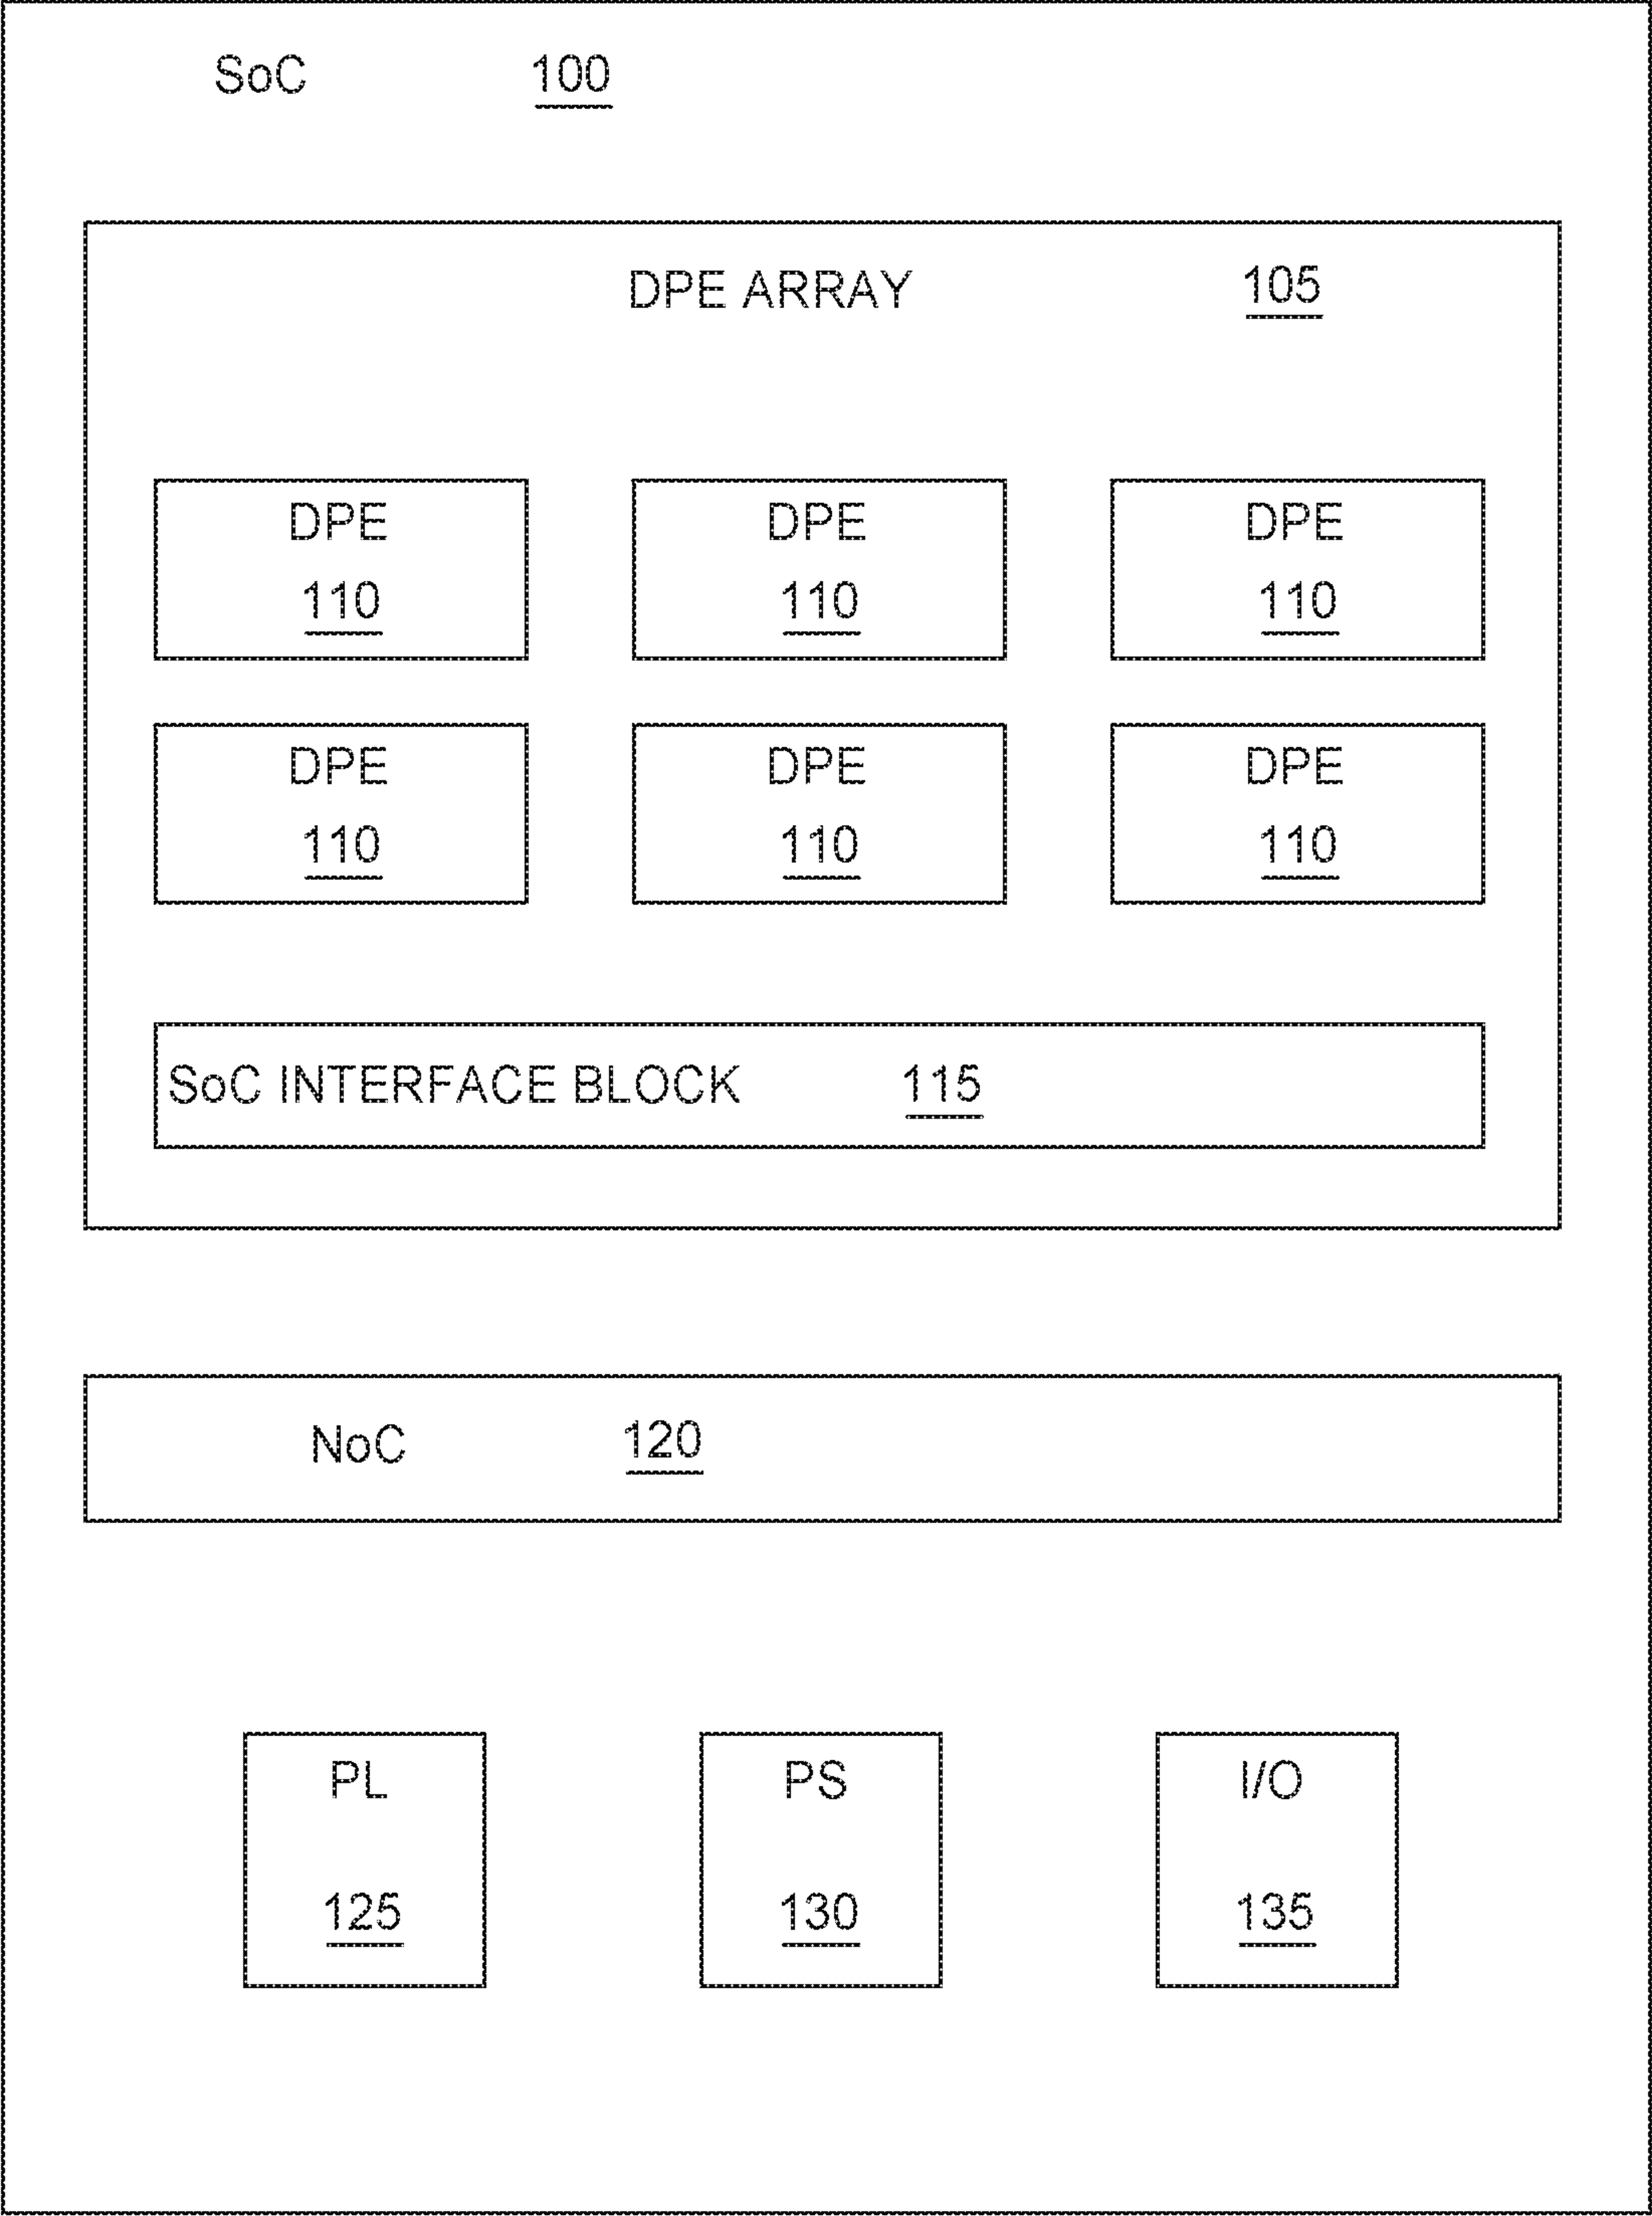 SoC 100
DPE ARRAY 105
DPE DPE DPE
110 110 110
DPE DPE DPE
110 110 110
SoC INTERFACE BLOCK 115
NoC 120
PL PS I/O
125 130 135